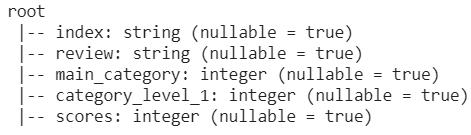 root
 |-- index: string (nullable = true)
 |-- review: string (nullable = true)
 |-- main_category: integer (nullable = true)
 |-- category_level_1: integer (nullable = true)
 |-- scores: integer (nullable = true)